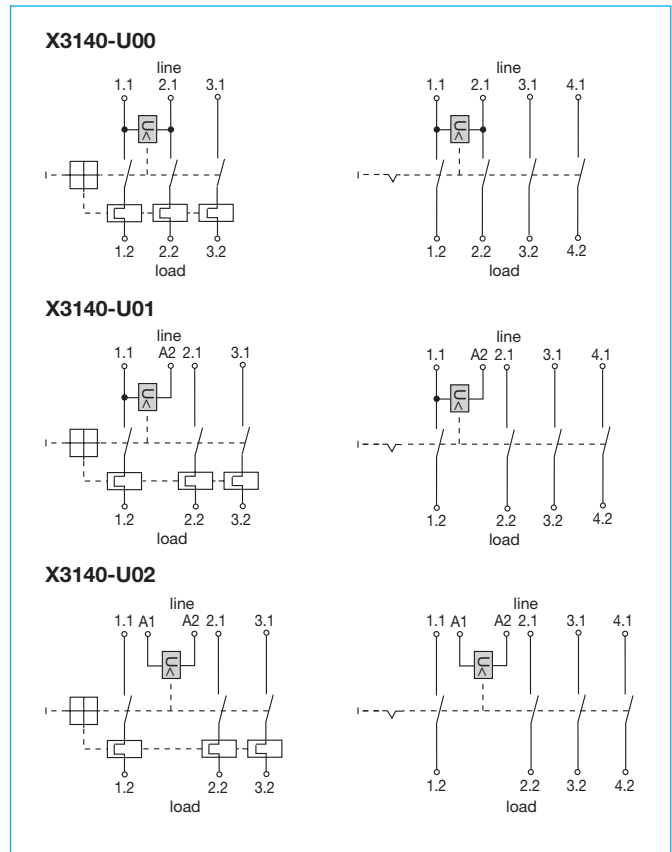 X3140-U00
line
1.1 2.1 3.1
U<
1.2 2.2 3.2
load
line
1.1 2.1 3.1 4.1
U<
1.2 2.2 3.2 4.2
load
X3140-U01
line
1.1 A2 2.1 3.1
U<
1.2 2.2 3.2
load
line
1.1 A2 2.1 3.1 4.1
U<
1.2 2.2 3.2 4.2
load
X3140-U02
line
1.1 A1 A2 2.1 3.1
U<
1.2 2.2 3.2
load
line
1.1 A1 A2 2.1 3.1 4.1
U<
1.2 2.2 3.2 4.2
load